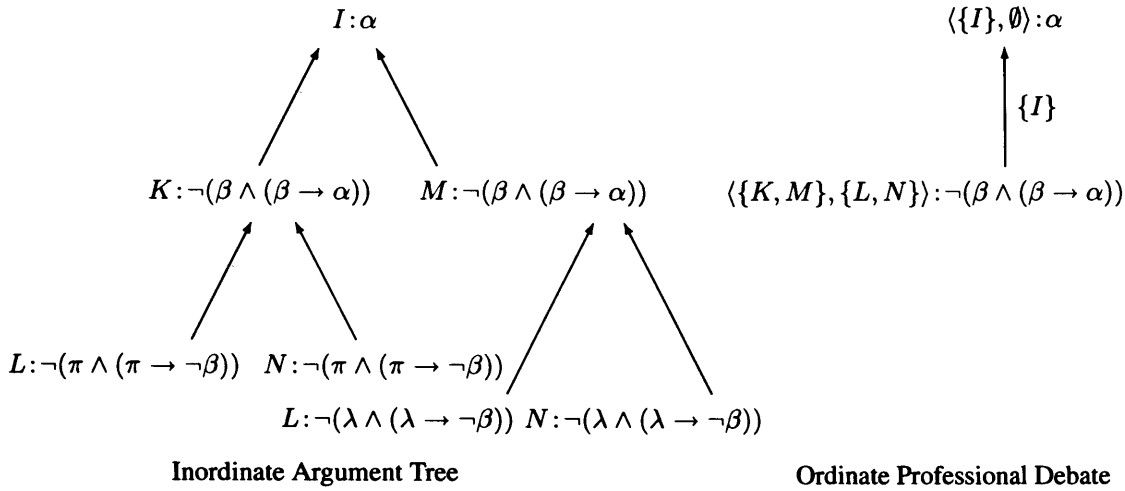 I:α ⟨{I},∅⟩:α
{I}
K:¬(β ∧ (β → α)) M:¬(β ∧ (β → α)) ⟨{K, M}, {L, N}⟩:¬(β ∧ (β → α))
L:¬(π ∧ (π → ¬β)) N:¬(π ∧ (π → ¬β))
L:¬(λ ∧ (λ → ¬β)) N:¬(λ ∧ (λ → ¬β))
Inordinate Argument Tree Ordinate Professional Debate